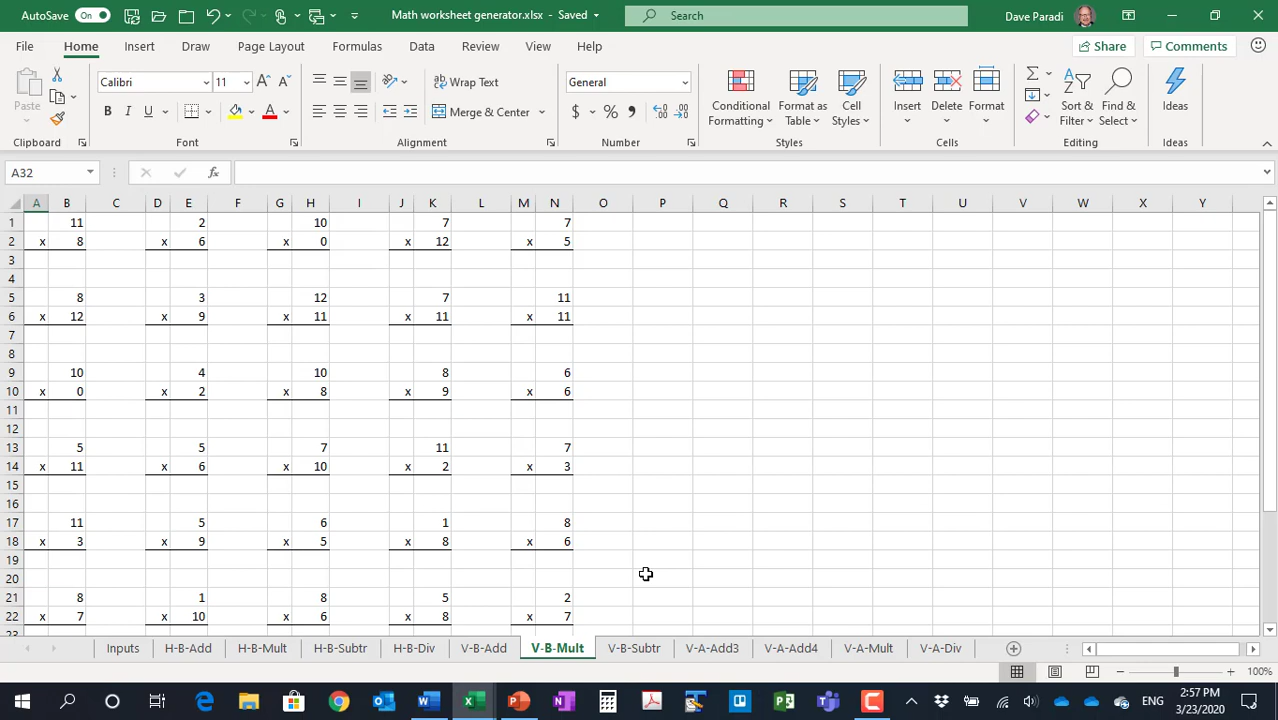 AutoSave On Math worksheet generator.xlsx - Saved Search Dave Paradi
File Home Insert Draw Page Layout Formulas Data Review View Help Share Comments
Paste Calibri 11 Wrap Text General Conditional Formatting Format as Table Cell Styles Insert Delete Format Sort & Filter Find & Select Ideas
B I U Merge & Center $ %
Clipboard Font Alignment Number Styles Cells Editing Ideas
A32 fx
A B C D E F G H I J K L M N O P Q R S T U V W X Y
1 11 2 10 7 7
2 x 8 x 6 x 0 x 12 x 5
3
4
5 8 3 12 7 11
6 x 12 x 9 x 11 x 11 x 11
7
8
9 10 4 10 8 6
10 x 0 x 2 x 8 x 9 x 6
11
12
13 5 5 7 11 7
14 x 11 x 6 x 10 x 2 x 3
15
16
17 11 5 6 1 8
18 x 3 x 9 x 5 x 8 x 6
19
20
21 8 1 8 5 2
22 x 7 x 10 x 6 x 8 x 7
23
Inputs H-B-Add H-B-Mult H-B-Subtr H-B-Div V-B-Add V-B-Mult V-B-Subtr V-A-Add3 V-A-Add4 V-A-Mult V-A-Div
100%
ENG 2:57 PM
3/23/2020